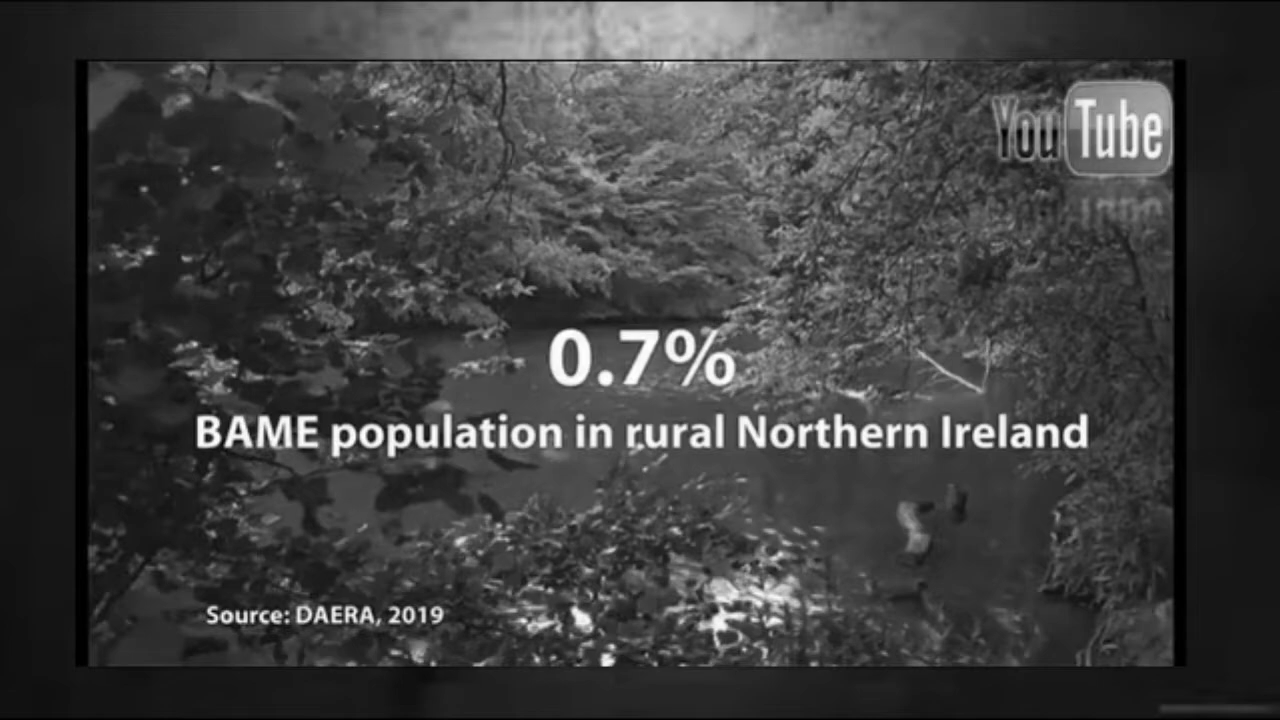 YouTube
0.7%
BAME population in rural Northern Ireland
Source: DAERA, 2019